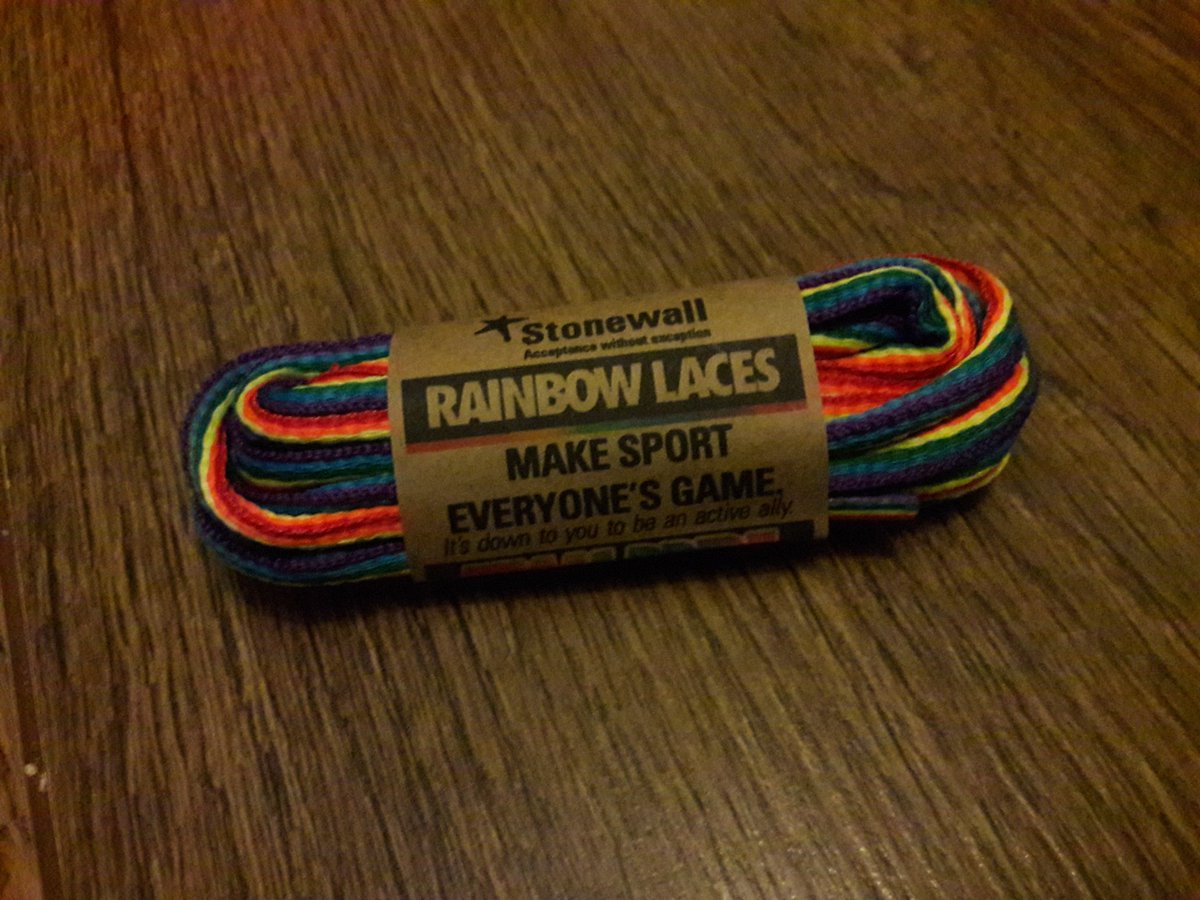 Stonewall
Acceptance without exception
RAINBOW LACES
MAKE SPORT
EVERYONE'S GAME.
It's down to you to be an active ally.